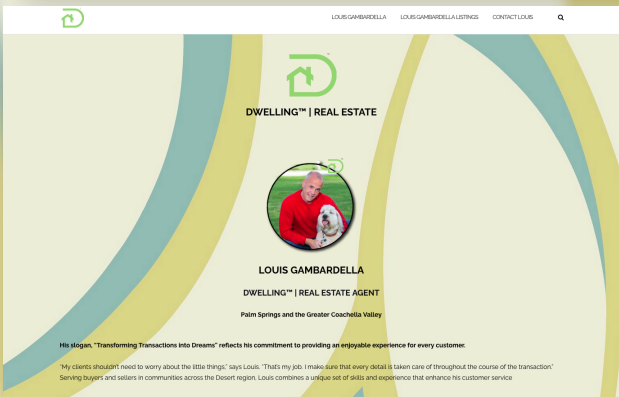 LOUIS GAMBARDELLA LOUIS GAMBARDELLA LISTINGS CONTACT LOUIS
DWELLING™ | REAL ESTATE
LOUIS GAMBARDELLA
DWELLING™ | REAL ESTATE AGENT
Palm Springs and the Greater Coachella Valley
His slogan, "Transforming Transactions into Dreams" reflects his commitment to providing an enjoyable experience for every customer.
"My clients shouldn't need to worry about the little things," says Louis. "That's my job. I make sure that every detail is taken care of throughout the course of the transaction."
Serving buyers and sellers in communities across the Desert region, Louis combines a unique set of skills and experience that enhance his customer service